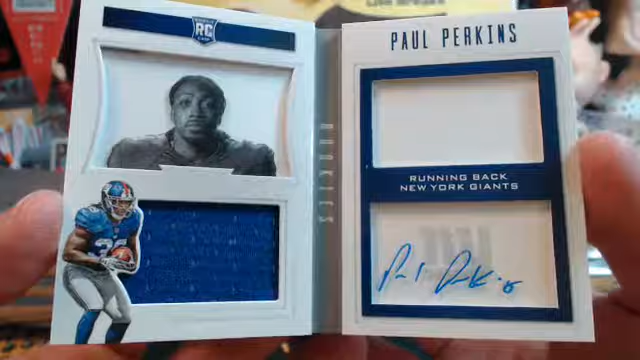 RC
PAUL PERKINS
ROOKIES
RUNNING BACK
NEW YORK GIANTS